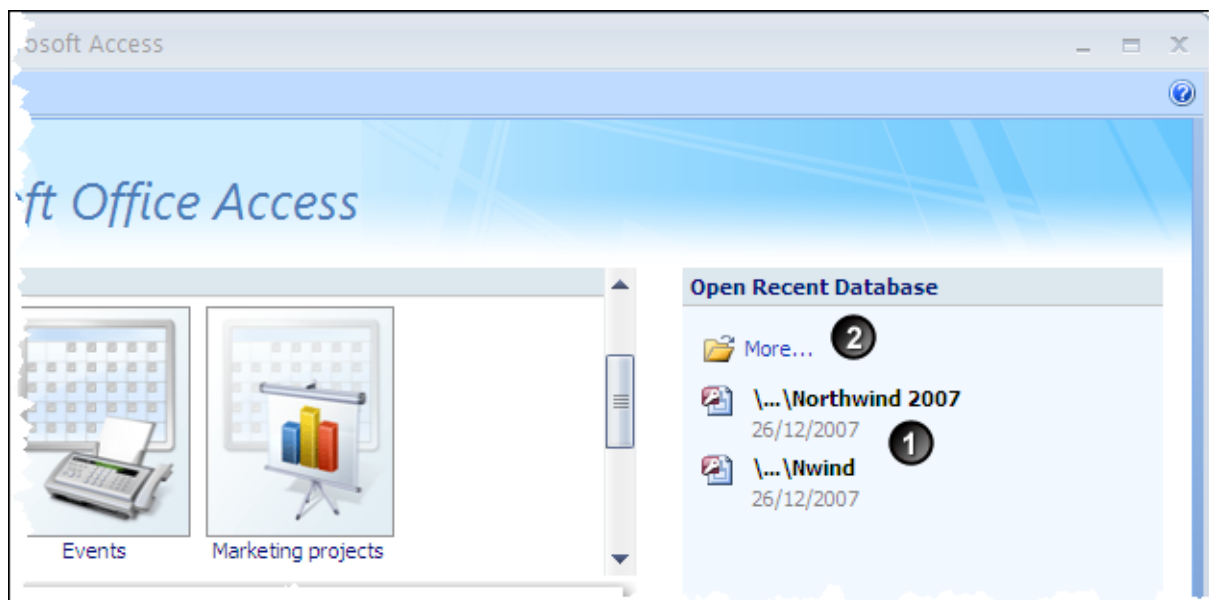 osoft Access
ft Office Access
Open Recent Database
More... 2
\...\Northwind 2007
26/12/2007
1
\...\Nwind
26/12/2007
Events
Marketing projects